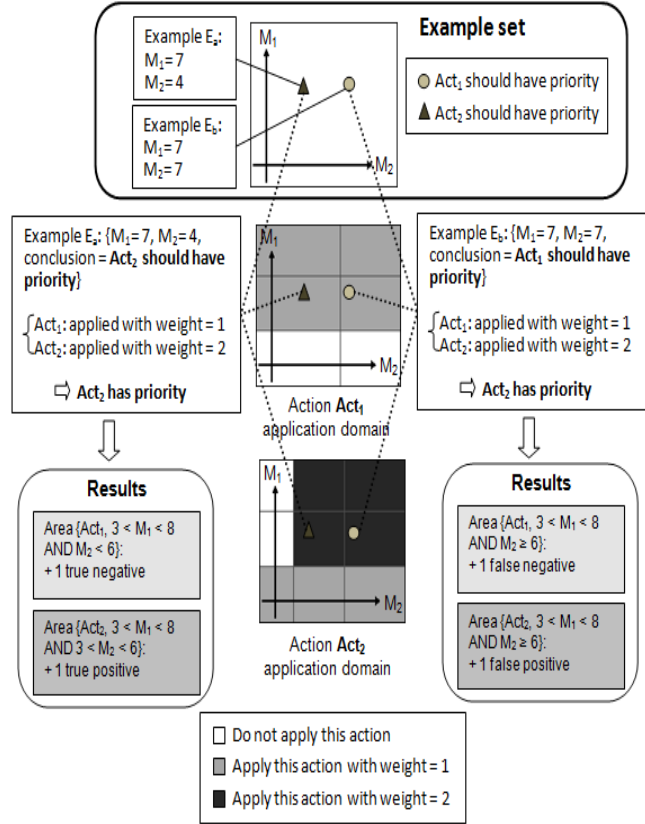 Example set
Example Eₐ:
M₁= 7
M₂= 4
Example E_b:
M₁= 7
M₂= 7
M₁
M₂
Act₁ should have priority
Act₂ should have priority
Example Eₐ: {M₁= 7, M₂= 4,
conclusion = Act₂ should have
priority}
Act₁: applied with weight = 1
Act₂: applied with weight = 2
⇨ Act₂ has priority
M₁
M₂
Action Act₁
application domain
Example E_b: {M₁= 7, M₂= 7,
conclusion = Act₁ should have
priority}
Act₁: applied with weight = 1
Act₂: applied with weight = 2
⇨ Act₂ has priority
Results
Area {Act₁, 3 < M₁ < 8
AND M₂ < 6}:
+ 1 true negative
Area {Act₂, 3 < M₁ < 8
AND 3 < M₂ < 6}:
+ 1 true positive
M₁
M₂
Action Act₂
application domain
Results
Area {Act₁, 3 < M₁ < 8
AND M₂ ≥ 6}:
+ 1 false negative
Area {Act₂, 3 < M₁ < 8
AND M₂ ≥ 6}:
+ 1 false positive
Do not apply this action
Apply this action with weight = 1
Apply this action with weight = 2